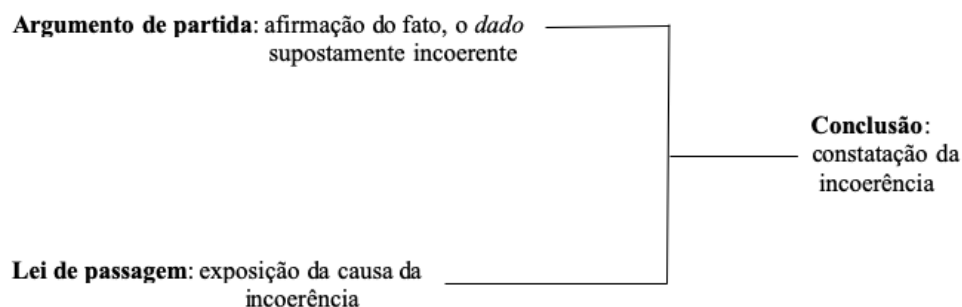 Argumento de partida: afirmação do fato, o dado
supostamente incoerente
Conclusão:
constatação da
incoerência
Lei de passagem: exposição da causa da
incoerência